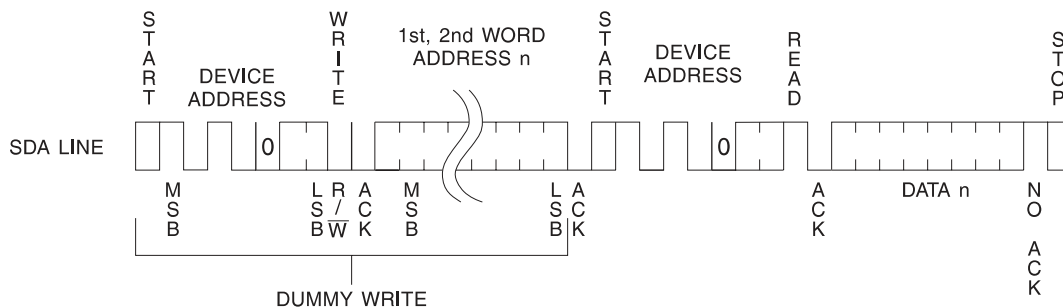 START
WRITE
1st, 2nd WORD
ADDRESS n
START
READ
STOP
DEVICE
ADDRESS
DEVICE
ADDRESS
SDA LINE
0
0
MSB
LSB
R/W
ACK
MSB
LSB
ACK
ACK
DATA n
NO ACK
DUMMY WRITE